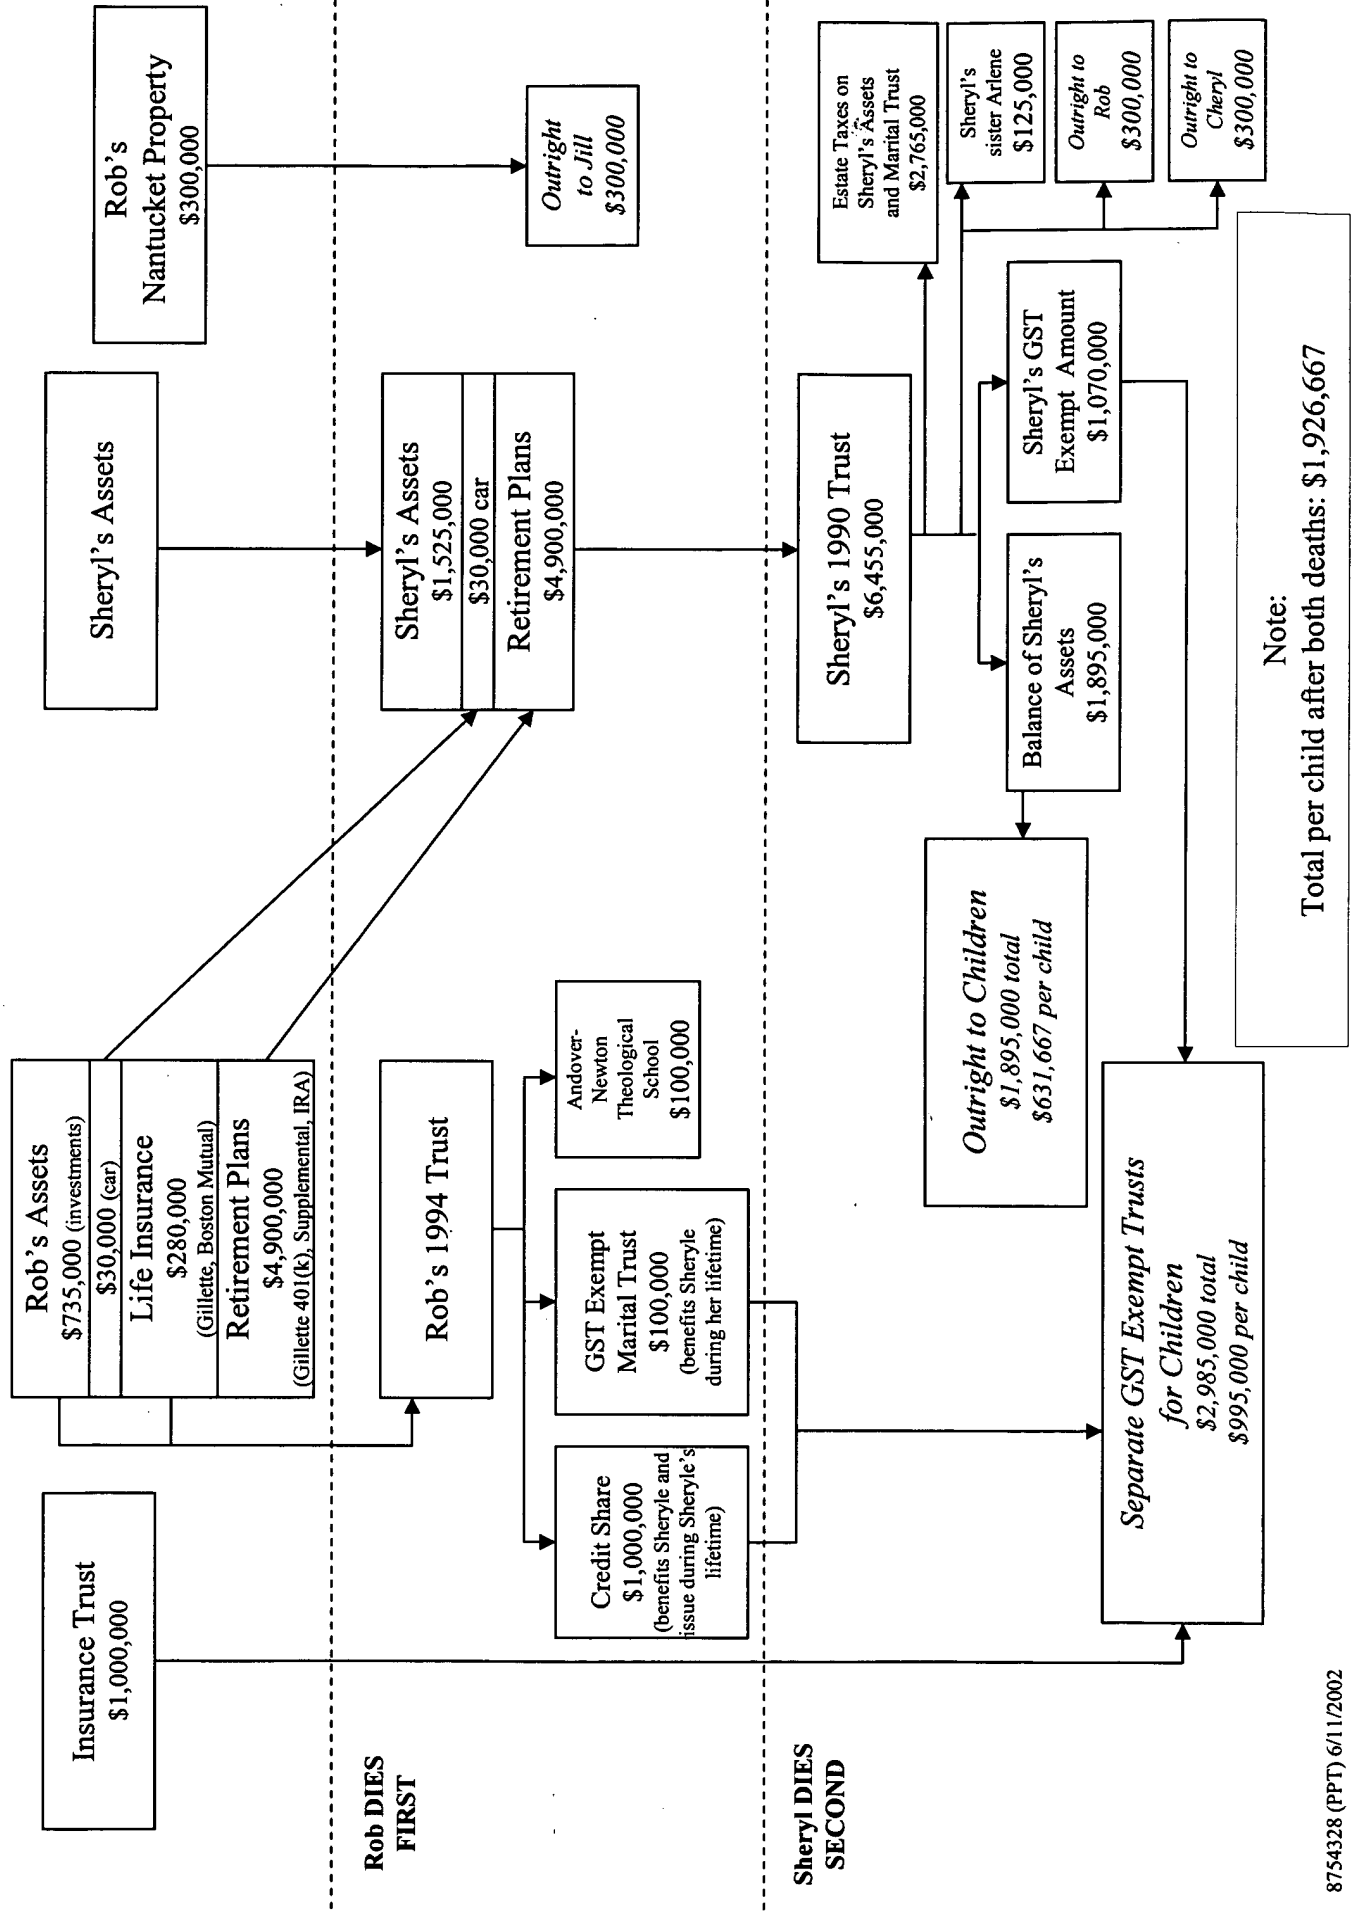 Insurance Trust
$1,000,000
Rob's Assets
$735,000 (investments)
$30,000 (car)
Life Insurance
$280,000
(Gillette, Boston Mutual)
Retirement Plans
$4,900,000
(Gillette 401(k), Supplemental, IRA)
Sheryl's Assets
Rob's
Nantucket Property
$300,000
Rob DIES
FIRST
Rob's 1994 Trust
Sheryl's Assets
$1,525,000
$30,000 car
Retirement Plans
$4,900,000
Outright
to Jill
$300,000
Credit Share
$1,000,000
(benefits Sheryle and
issue during Sheryle's
lifetime)
GST Exempt
Marital Trust
$100,000
(benefits Sheryle
during her lifetime)
Andover-
Newton
Theological
School
$100,000
Sheryl DIES
SECOND
Sheryl's 1990 Trust
$6,455,000
Estate Taxes on
Sheryl's Assets
and Marital Trust
$2,765,000
Sheryl's
sister Arlene
$125,000
Outright to
Rob
$300,000
Outright to
Cheryl
$300,000
Outright to Children
$1,895,000 total
$631,667 per child
Balance of Sheryl's
Assets
$1,895,000
Sheryl's GST
Exempt Amount
$1,070,000
Separate GST Exempt Trusts
for Children
$2,985,000 total
$995,000 per child
Note:
Total per child after both deaths: $1,926,667
8754328 (PPT) 6/11/2002